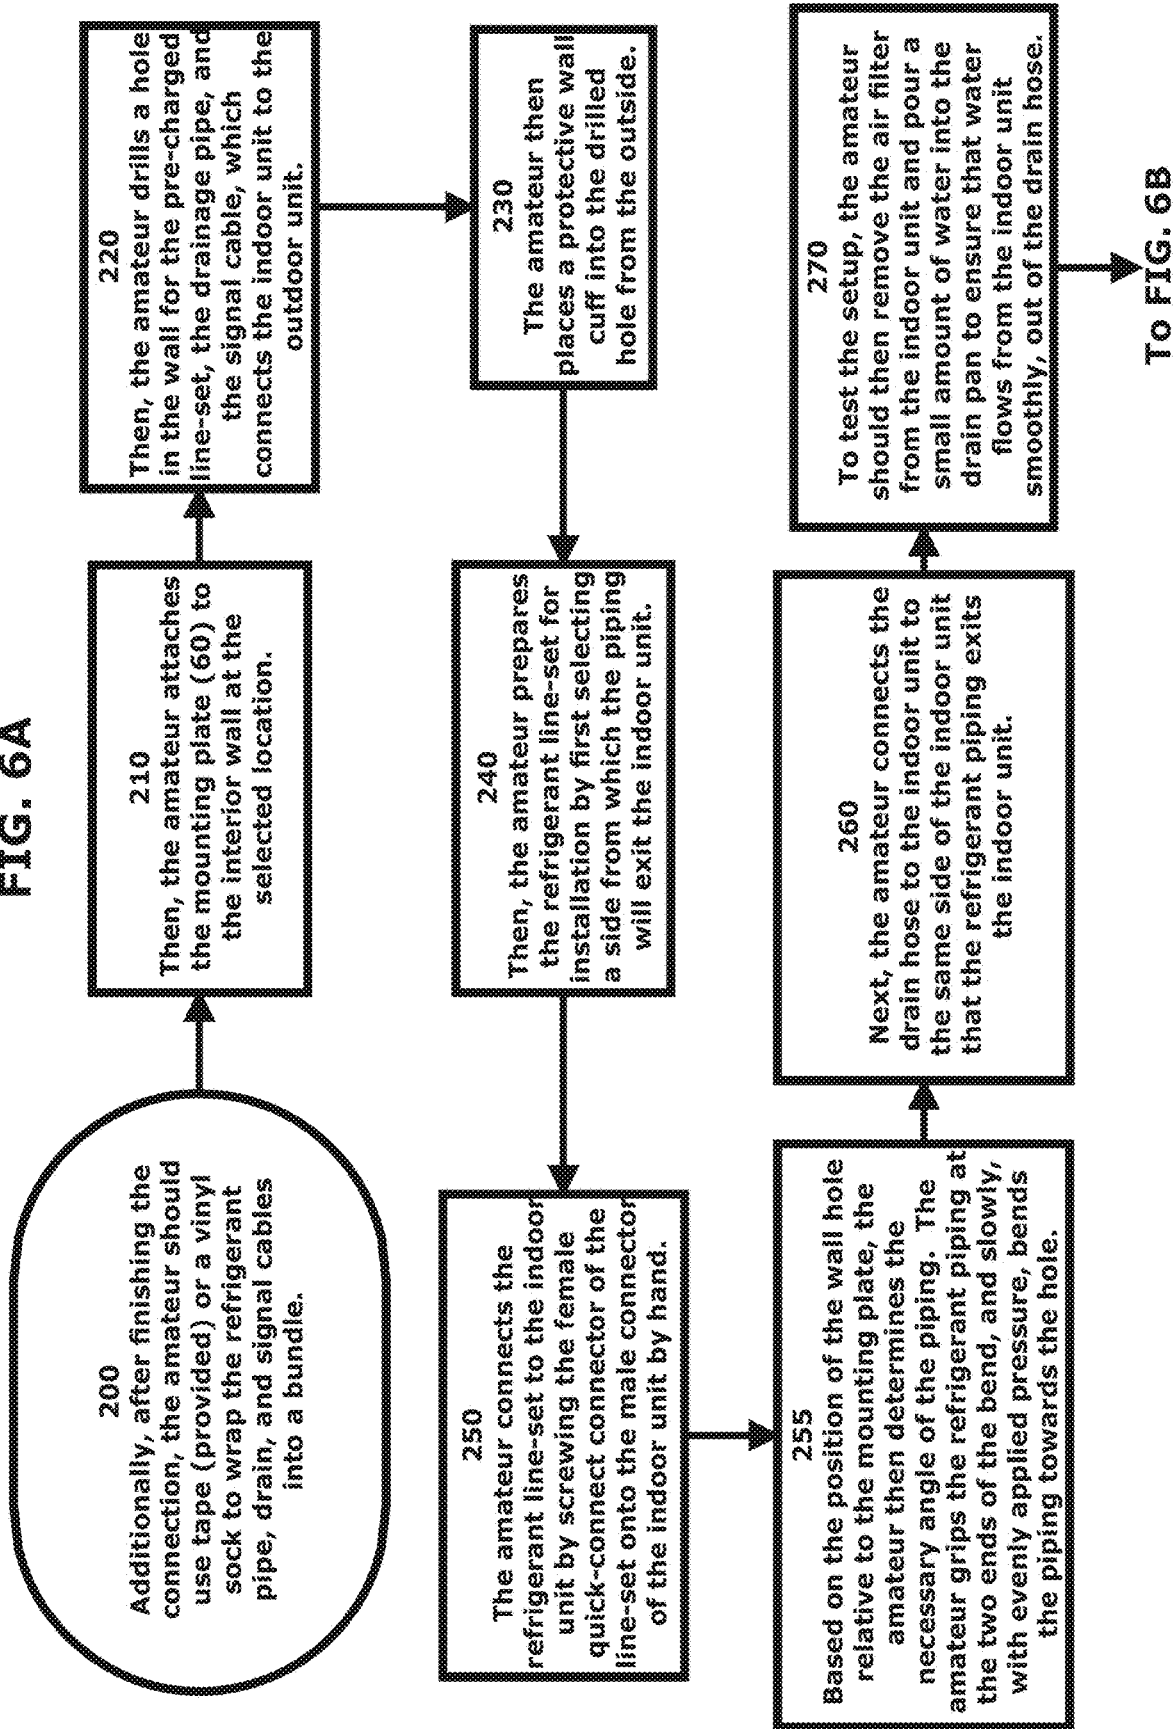 FIG. 6A
200
Additionally, after finishing the
connection, the amateur should
use tape (provided) or a vinyl
sock to wrap the refrigerant
pipe, drain, and signal cables
into a bundle.
210
Then, the amateur attaches
the mounting plate (60) to
the interior wall at the
selected location.
220
Then, the amateur drills a hole
in the wall for the pre-charged
line-set, the drainage pipe, and
the signal cable, which
connects the indoor unit to the
outdoor unit.
230
The amateur then
places a protective wall
cuff into the drilled
hole from the outside.
240
Then, the amateur prepares
the refrigerant line-set for
installation by first selecting
a side from which the piping
will exit the indoor unit.
250
The amateur connects the
refrigerant line-set to the indoor
unit by screwing the female
quick-connect connector of the
line-set onto the male connector
of the indoor unit by hand.
255
Based on the position of the wall hole
relative to the mounting plate, the
amateur then determines the
necessary angle of the piping. The
amateur grips the refrigerant piping at
the two ends of the bend, and slowly,
with evenly applied pressure, bends
the piping towards the hole.
260
Next, the amateur connects the
drain hose to the indoor unit to
the same side of the indoor unit
that the refrigerant piping exits
the indoor unit.
270
To test the setup, the amateur
should then remove the air filter
from the indoor unit and pour a
small amount of water into the
drain pan to ensure that water
flows from the indoor unit
smoothly, out of the drain hose.
To FIG. 6B